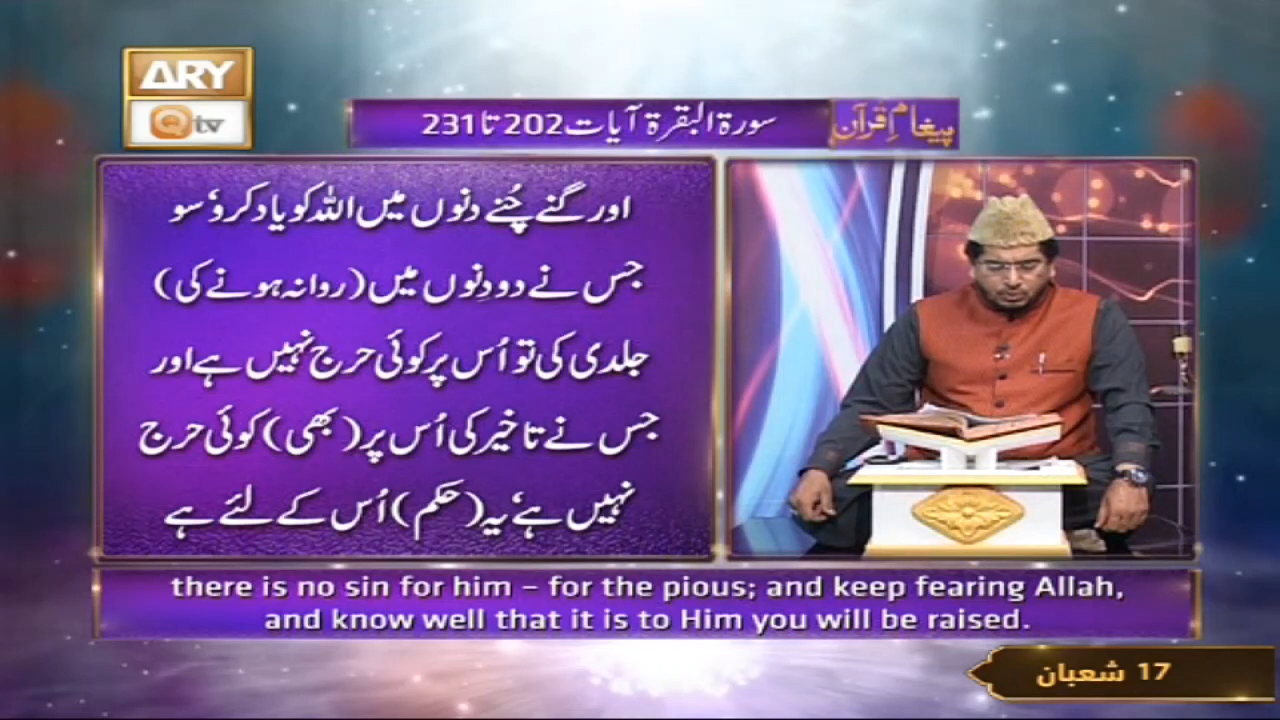 ARY
Qtv
پیغامِ قرآن
سورۃ البقرۃ آیات 202 تا 231
اور گنے چُنے دنوں میں اللہ کو یاد کرو، سو
جس نے دو دِنوں میں (روانہ ہونے کی)
جلدی کی تو اُس پر کوئی حرج نہیں ہے اور
جس نے تاخیر کی اُس پر (بھی) کوئی حرج
نہیں ہے، یہ (حکم) اُس کے لئے ہے
there is no sin for him – for the pious; and keep fearing Allah,
and know well that it is to Him you will be raised.
17 شعبان